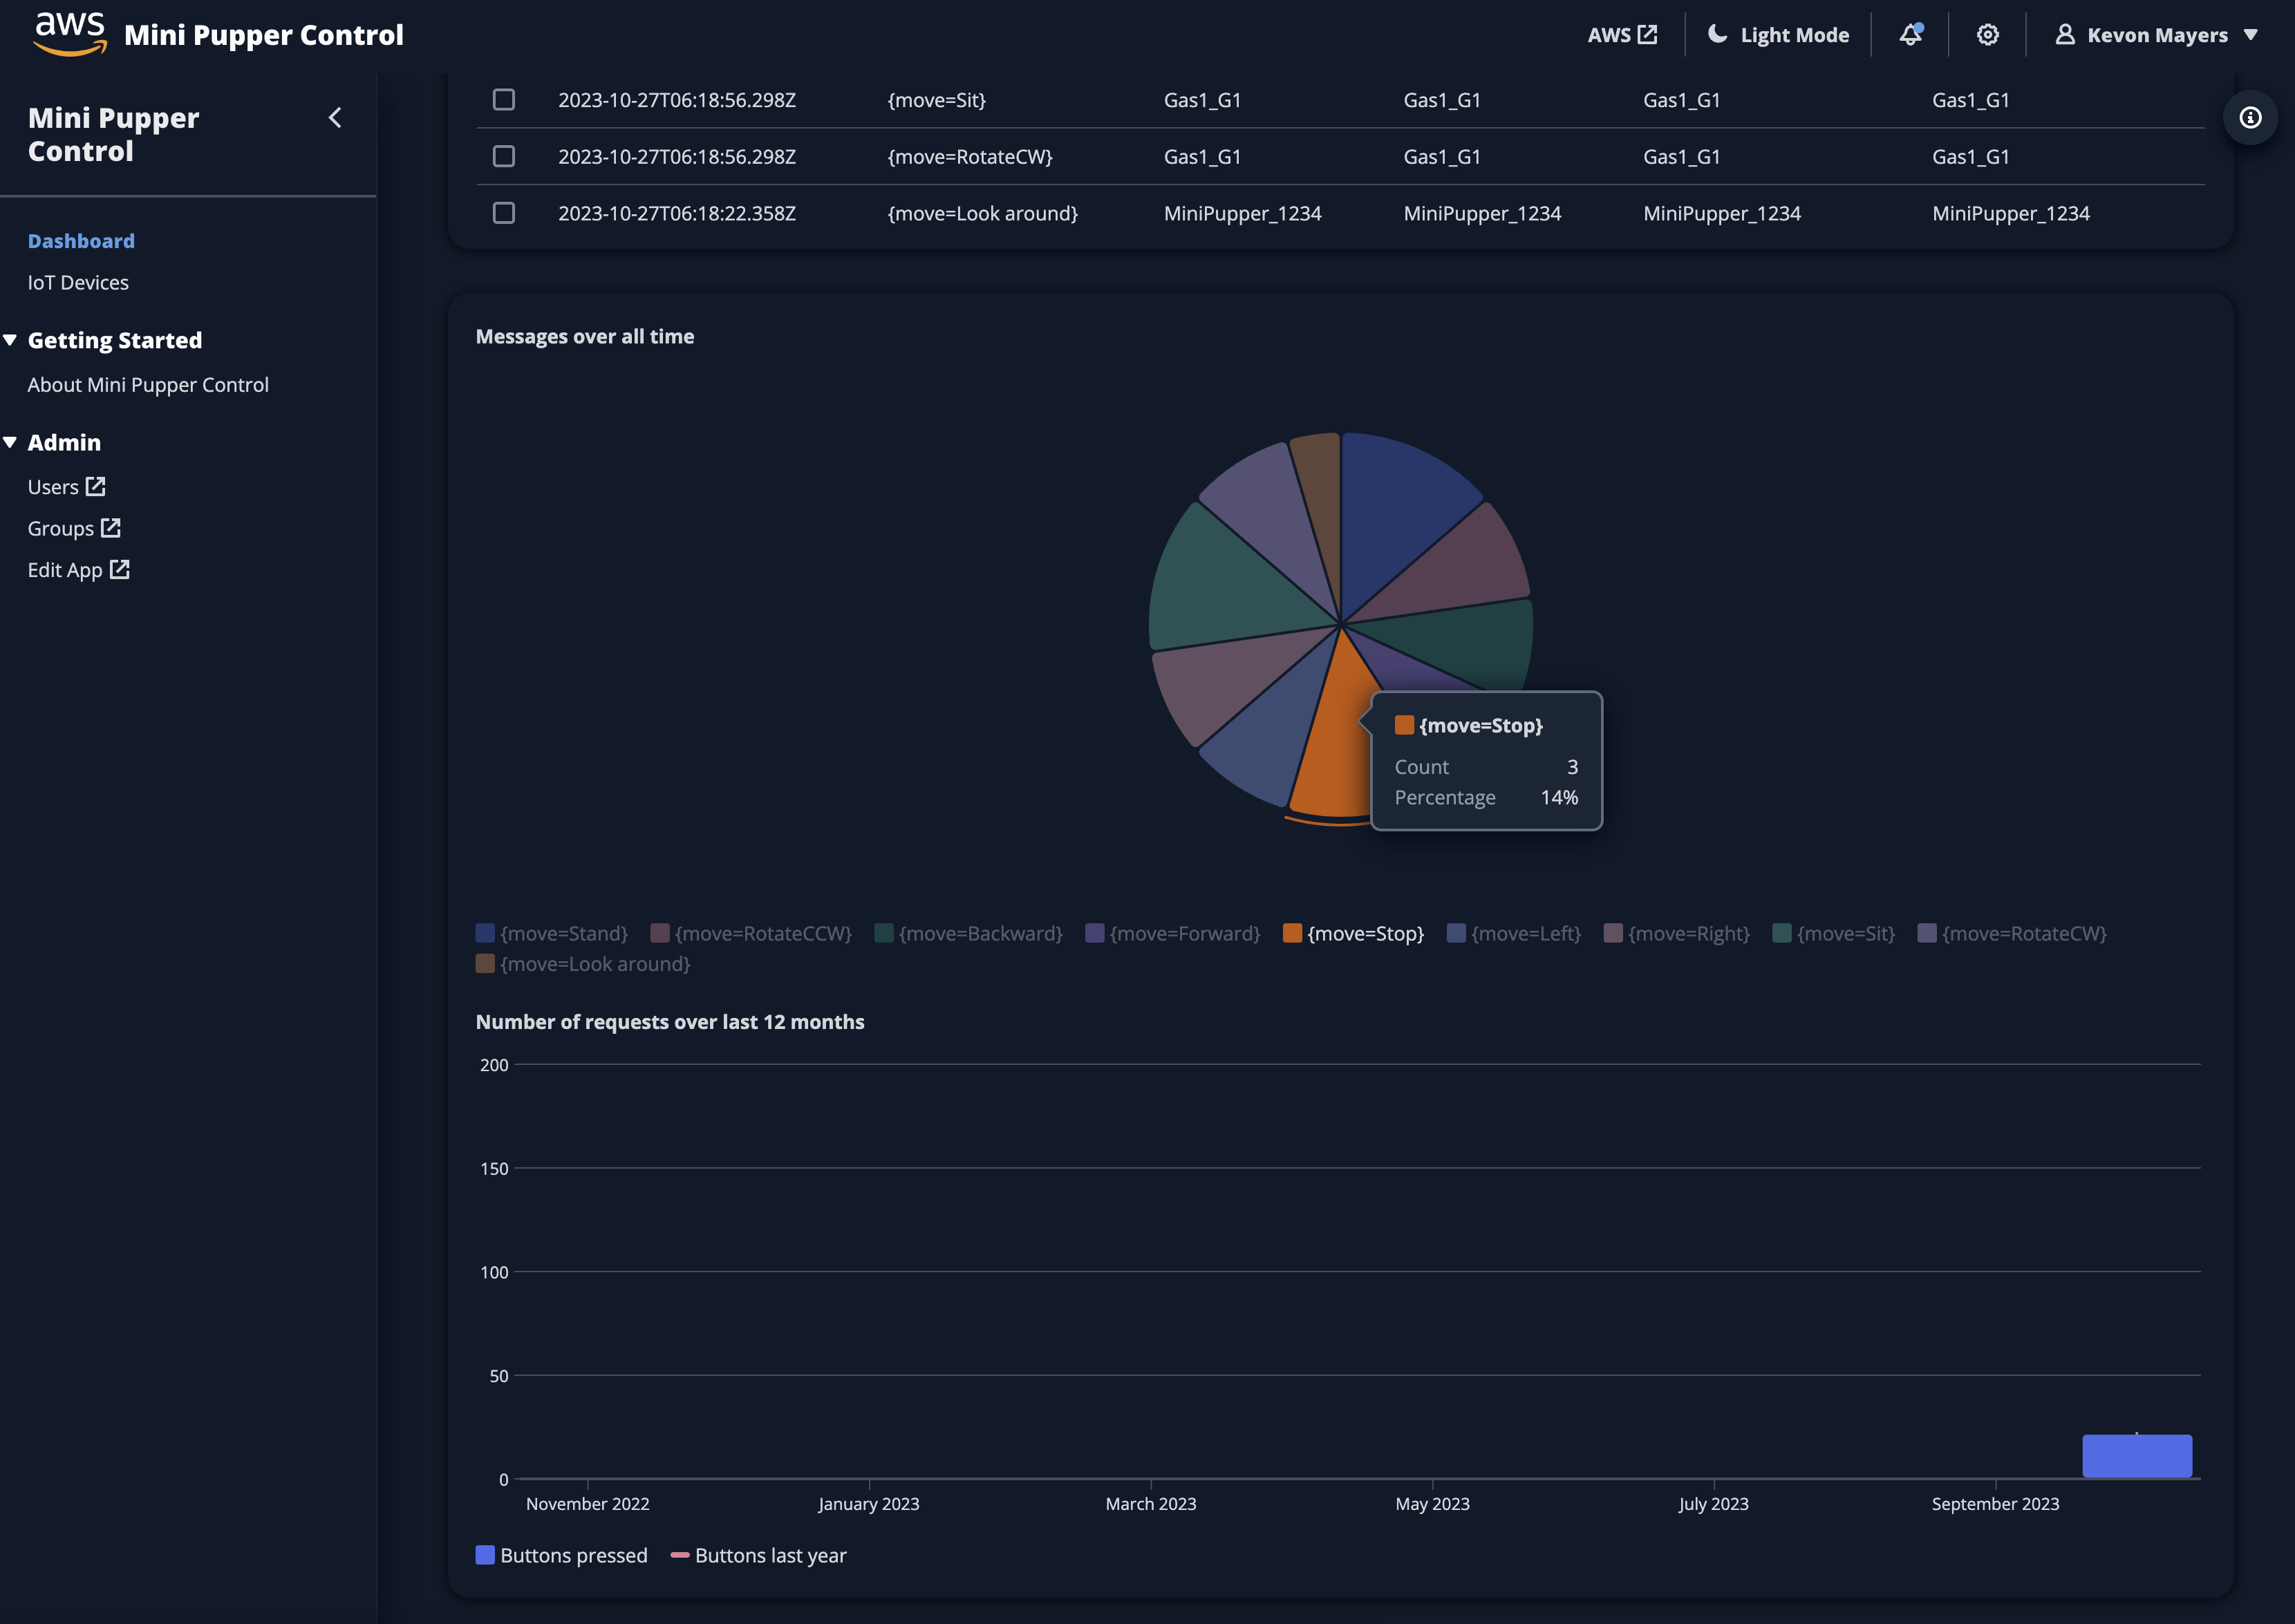 aws Mini Pupper Control
AWS
Light Mode
Kevon Mayers
Mini Pupper
Control
Dashboard
IoT Devices
Getting Started
About Mini Pupper Control
Admin
Users
Groups
Edit App
2023-10-27T06:18:56.298Z {move=Sit} Gas1_G1 Gas1_G1 Gas1_G1 Gas1_G1
2023-10-27T06:18:56.298Z {move=RotateCW} Gas1_G1 Gas1_G1 Gas1_G1 Gas1_G1
2023-10-27T06:18:22.358Z {move=Look around} MiniPupper_1234 MiniPupper_1234 MiniPupper_1234 MiniPupper_1234
Messages over all time
{move=Stop}
Count 3
Percentage 14%
{move=Stand} {move=RotateCCW} {move=Backward} {move=Forward} {move=Stop} {move=Left} {move=Right} {move=Sit} {move=RotateCW}
{move=Look around}
Number of requests over last 12 months
200
150
100
50
0
November 2022 January 2023 March 2023 May 2023 July 2023 September 2023
Buttons pressed Buttons last year